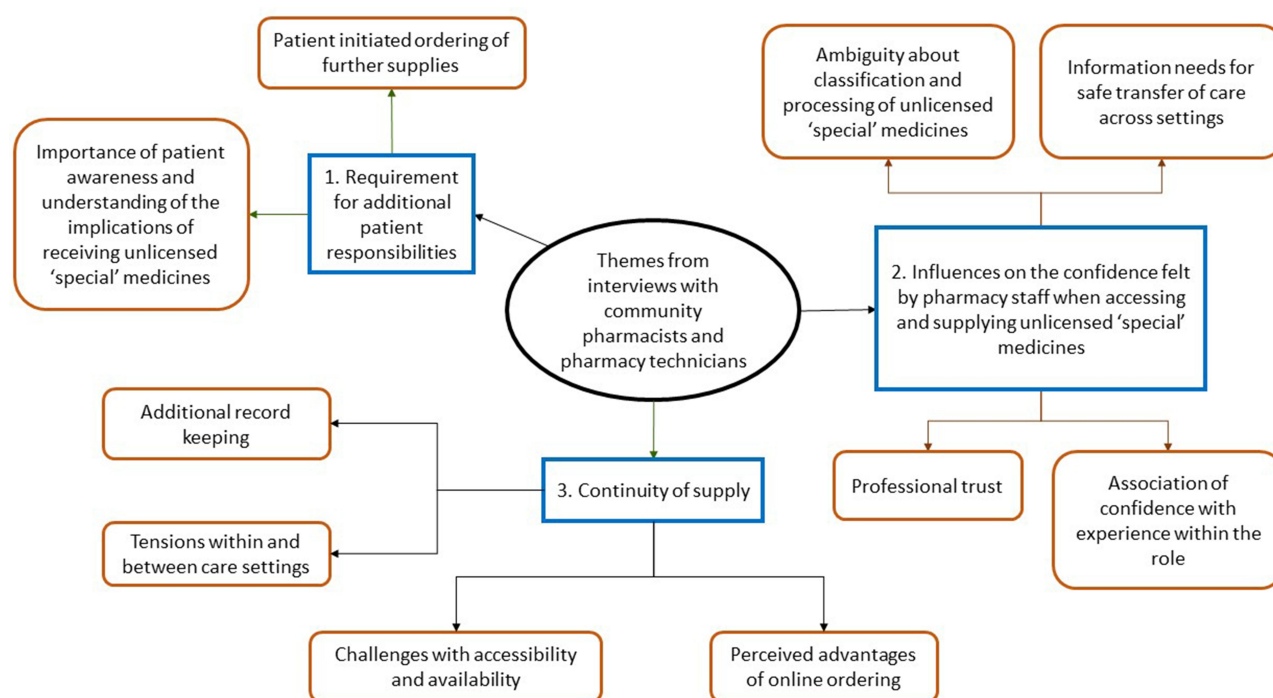 Patient initiated ordering of
further supplies
Importance of patient
awareness and
understanding of the
implications of
receiving unlicensed
‘special’ medicines
1. Requirement
for additional
patient
responsibilities
Ambiguity about
classification and
processing of unlicensed
‘special’ medicines
Information needs for
safe transfer of care
across settings
Themes from
interviews with
community
pharmacists and
pharmacy technicians
2. Influences on the confidence felt
by pharmacy staff when accessing
and supplying unlicensed ‘special’
medicines
Professional trust
Association of
confidence with
experience within the
role
3. Continuity of supply
Additional record
keeping
Tensions within and
between care settings
Challenges with accessibility
and availability
Perceived advantages
of online ordering